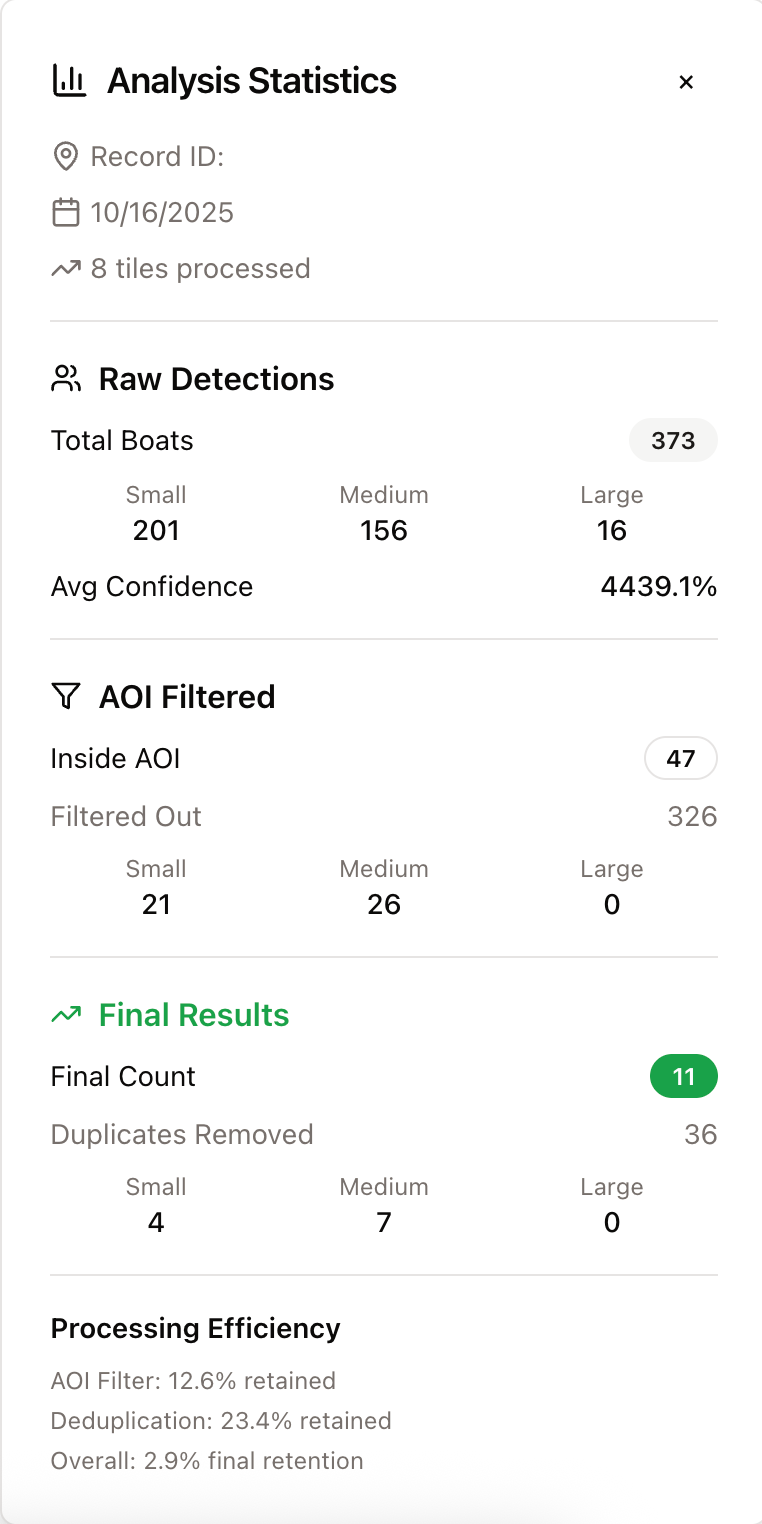 Analysis Statistics
×
Record ID:
10/16/2025
8 tiles processed
Raw Detections
Total Boats 373
Small Medium Large
201 156 16
Avg Confidence 4439.1%
AOI Filtered
Inside AOI 47
Filtered Out 326
Small Medium Large
21 26 0
Final Results
Final Count 11
Duplicates Removed 36
Small Medium Large
4 7 0
Processing Efficiency
AOI Filter: 12.6% retained
Deduplication: 23.4% retained
Overall: 2.9% final retention